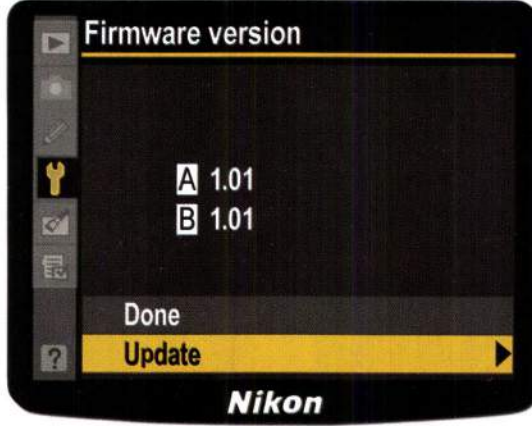 Firmware version
A 1.01
B 1.01
Done
?
Update
Nikon